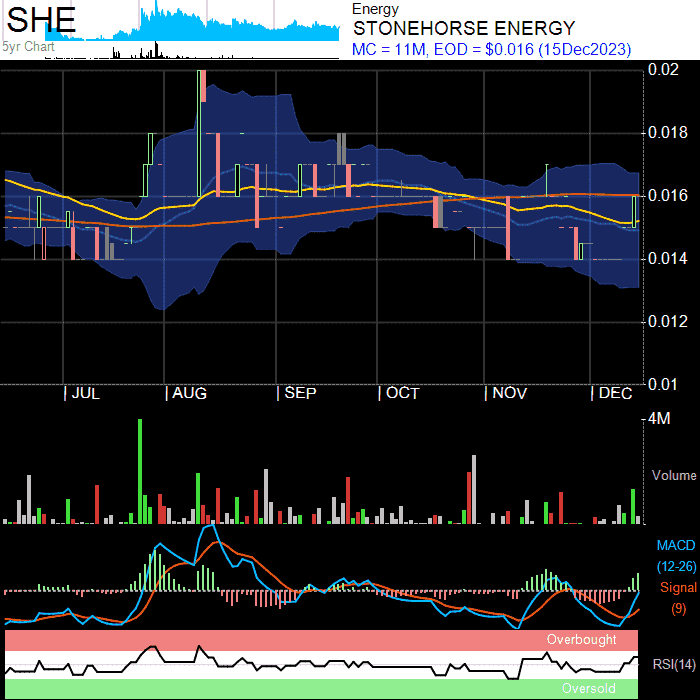 SHE
5yr Chart
Energy
STONEHORSE ENERGY
MC = 11M, EOD = $0.016 (15Dec2023)
0.02
0.018
0.016
0.014
0.012
0.01
| JUL
| AUG
| SEP
| OCT
| NOV
| DEC
4M
Volume
MACD
(12-26)
Signal
(9)
Overbought
RSI(14)
Oversold